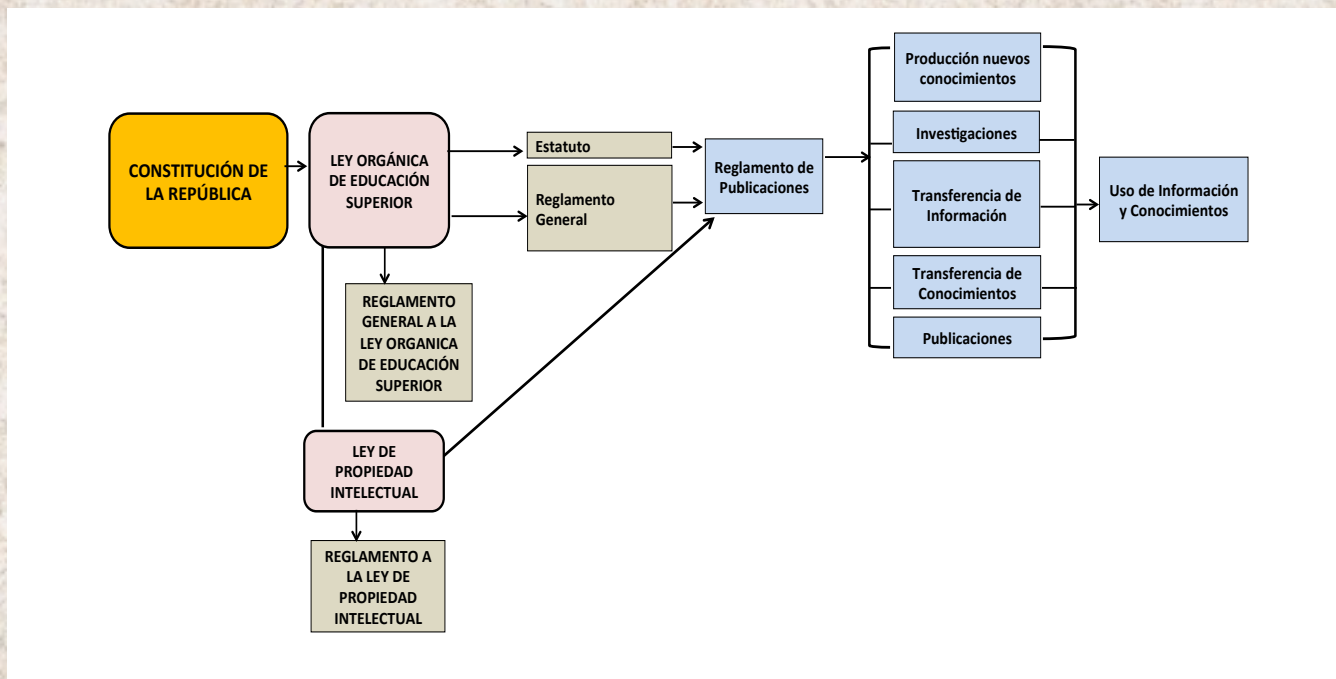 CONSTITUCIÓN DE
LA REPÚBLICA
LEY ORGÁNICA
DE EDUCACIÓN
SUPERIOR
REGLAMENTO
GENERAL A LA
LEY ORGANICA
DE EDUCACIÓN
SUPERIOR
LEY DE
PROPIEDAD
INTELECTUAL
REGLAMENTO A
LA LEY DE
PROPIEDAD
INTELECTUAL
Estatuto
Reglamento
General
Reglamento de
Publicaciones
Producción nuevos
conocimientos
Investigaciones
Transferencia de
Información
Transferencia de
Conocimientos
Publicaciones
Uso de Información
y Conocimientos